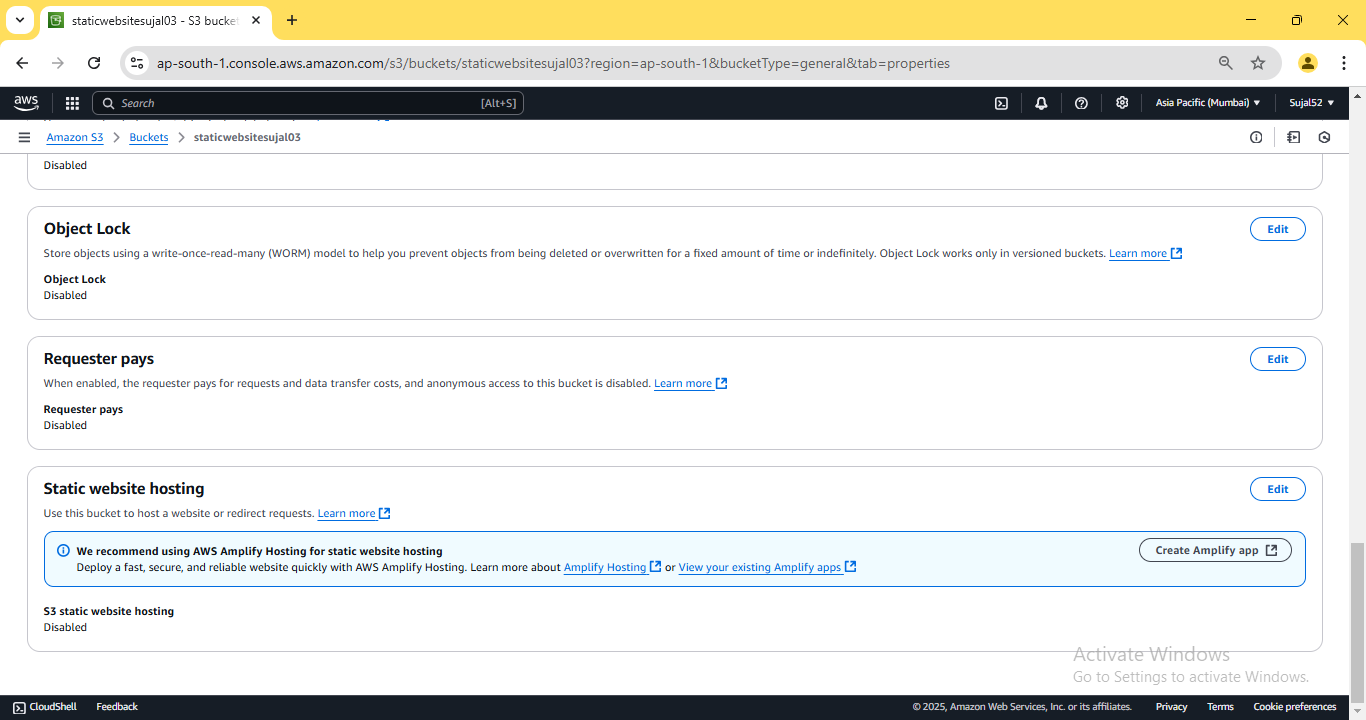 staticwebsitesujal03 - S3 bucket
ap-south-1.console.aws.amazon.com/s3/buckets/staticwebsitesujal03?region=ap-south-1&bucketType=general&tab=properties
aws Search [Alt+S] Asia Pacific (Mumbai) Sujal52
Amazon S3 Buckets staticwebsitesujal03
Disabled
Object Lock Edit
Store objects using a write-once-read-many (WORM) model to help you prevent objects from being deleted or overwritten for a fixed amount of time or indefinitely. Object Lock works only in versioned buckets. Learn more
Object Lock
Disabled
Requester pays Edit
When enabled, the requester pays for requests and data transfer costs, and anonymous access to this bucket is disabled. Learn more
Requester pays
Disabled
Static website hosting Edit
Use this bucket to host a website or redirect requests. Learn more
We recommend using AWS Amplify Hosting for static website hosting Create Amplify app
Deploy a fast, secure, and reliable website quickly with AWS Amplify Hosting. Learn more about Amplify Hosting or View your existing Amplify apps
S3 static website hosting
Disabled
Activate Windows
Go to Settings to activate Windows.
CloudShell Feedback © 2025, Amazon Web Services, Inc. or its affiliates. Privacy Terms Cookie preferences